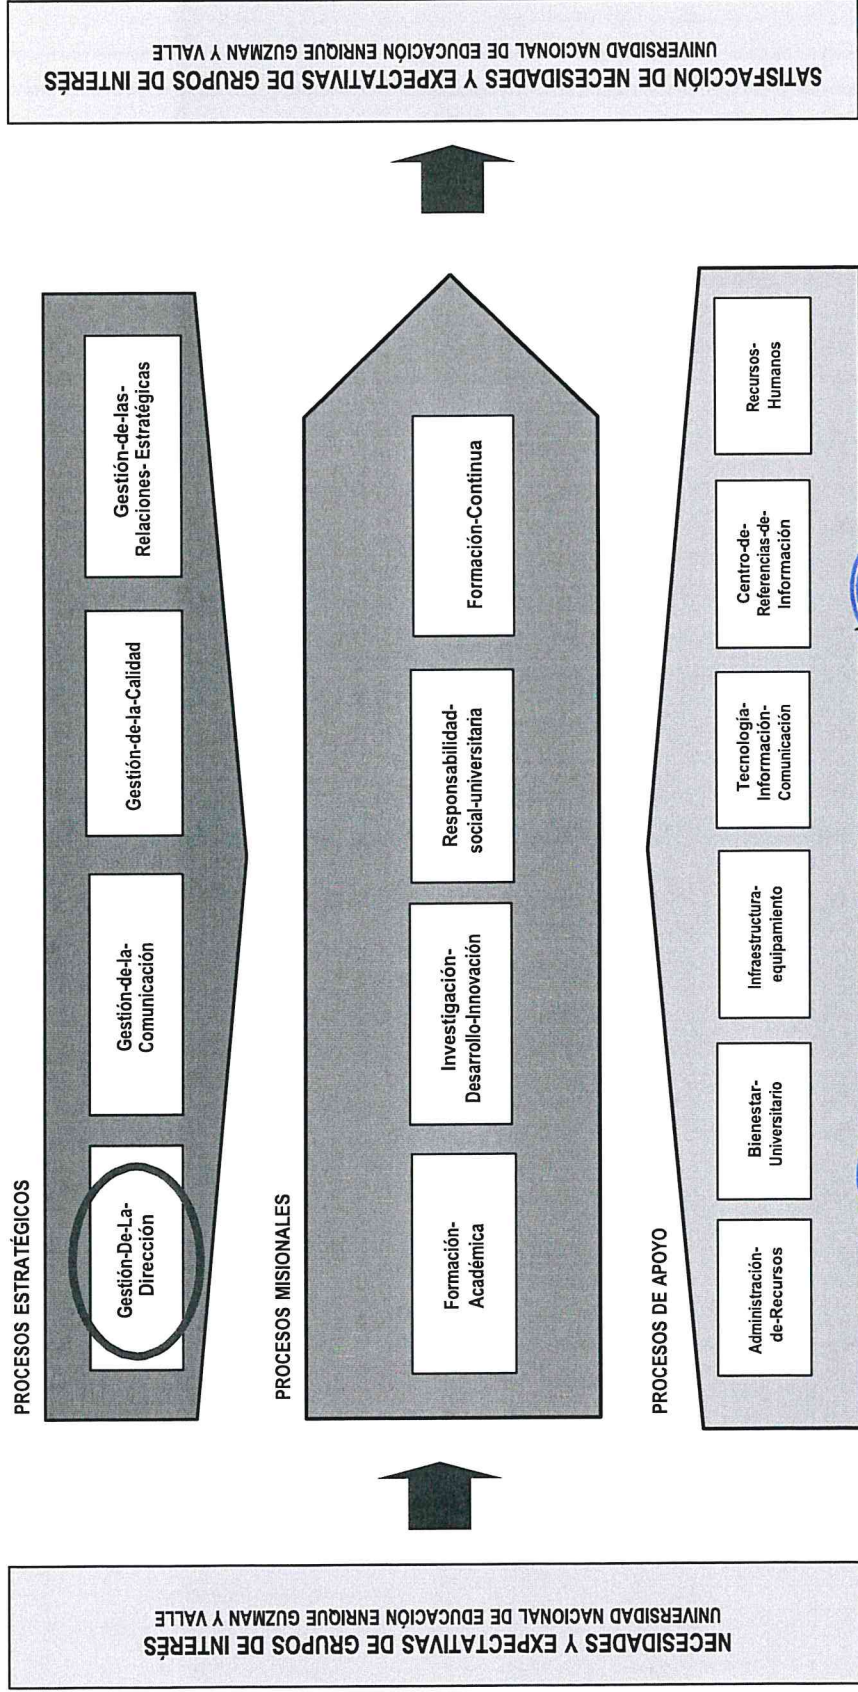 NECESIDADES Y EXPECTATIVAS DE GRUPOS DE INTERÉS
UNIVERSIDAD NACIONAL DE EDUCACIÓN ENRIQUE GUZMAN Y VALLE
PROCESOS ESTRATÉGICOS
Gestión-De-La-
Dirección
Gestión-de-la-
Comunicación
Gestión-de-la-Calidad
Gestión-de-las-
Relaciones- Estratégicas
PROCESOS MISIONALES
Formación-
Académica
Investigación-
Desarrollo-Innovación
Responsabilidad-
social-universitaria
Formación-Continua
PROCESOS DE APOYO
Administración-
de-Recursos
Bienestar-
Universitario
Infraestructura-
equipamiento
Tecnología-
Información-
Comunicación
Centro-de-
Referencias-de-
Información
Recursos-
Humanos
SATISFACCIÓN DE NECESIDADES Y EXPECTATIVAS DE GRUPOS DE INTERÉS
UNIVERSIDAD NACIONAL DE EDUCACIÓN ENRIQUE GUZMAN Y VALLE